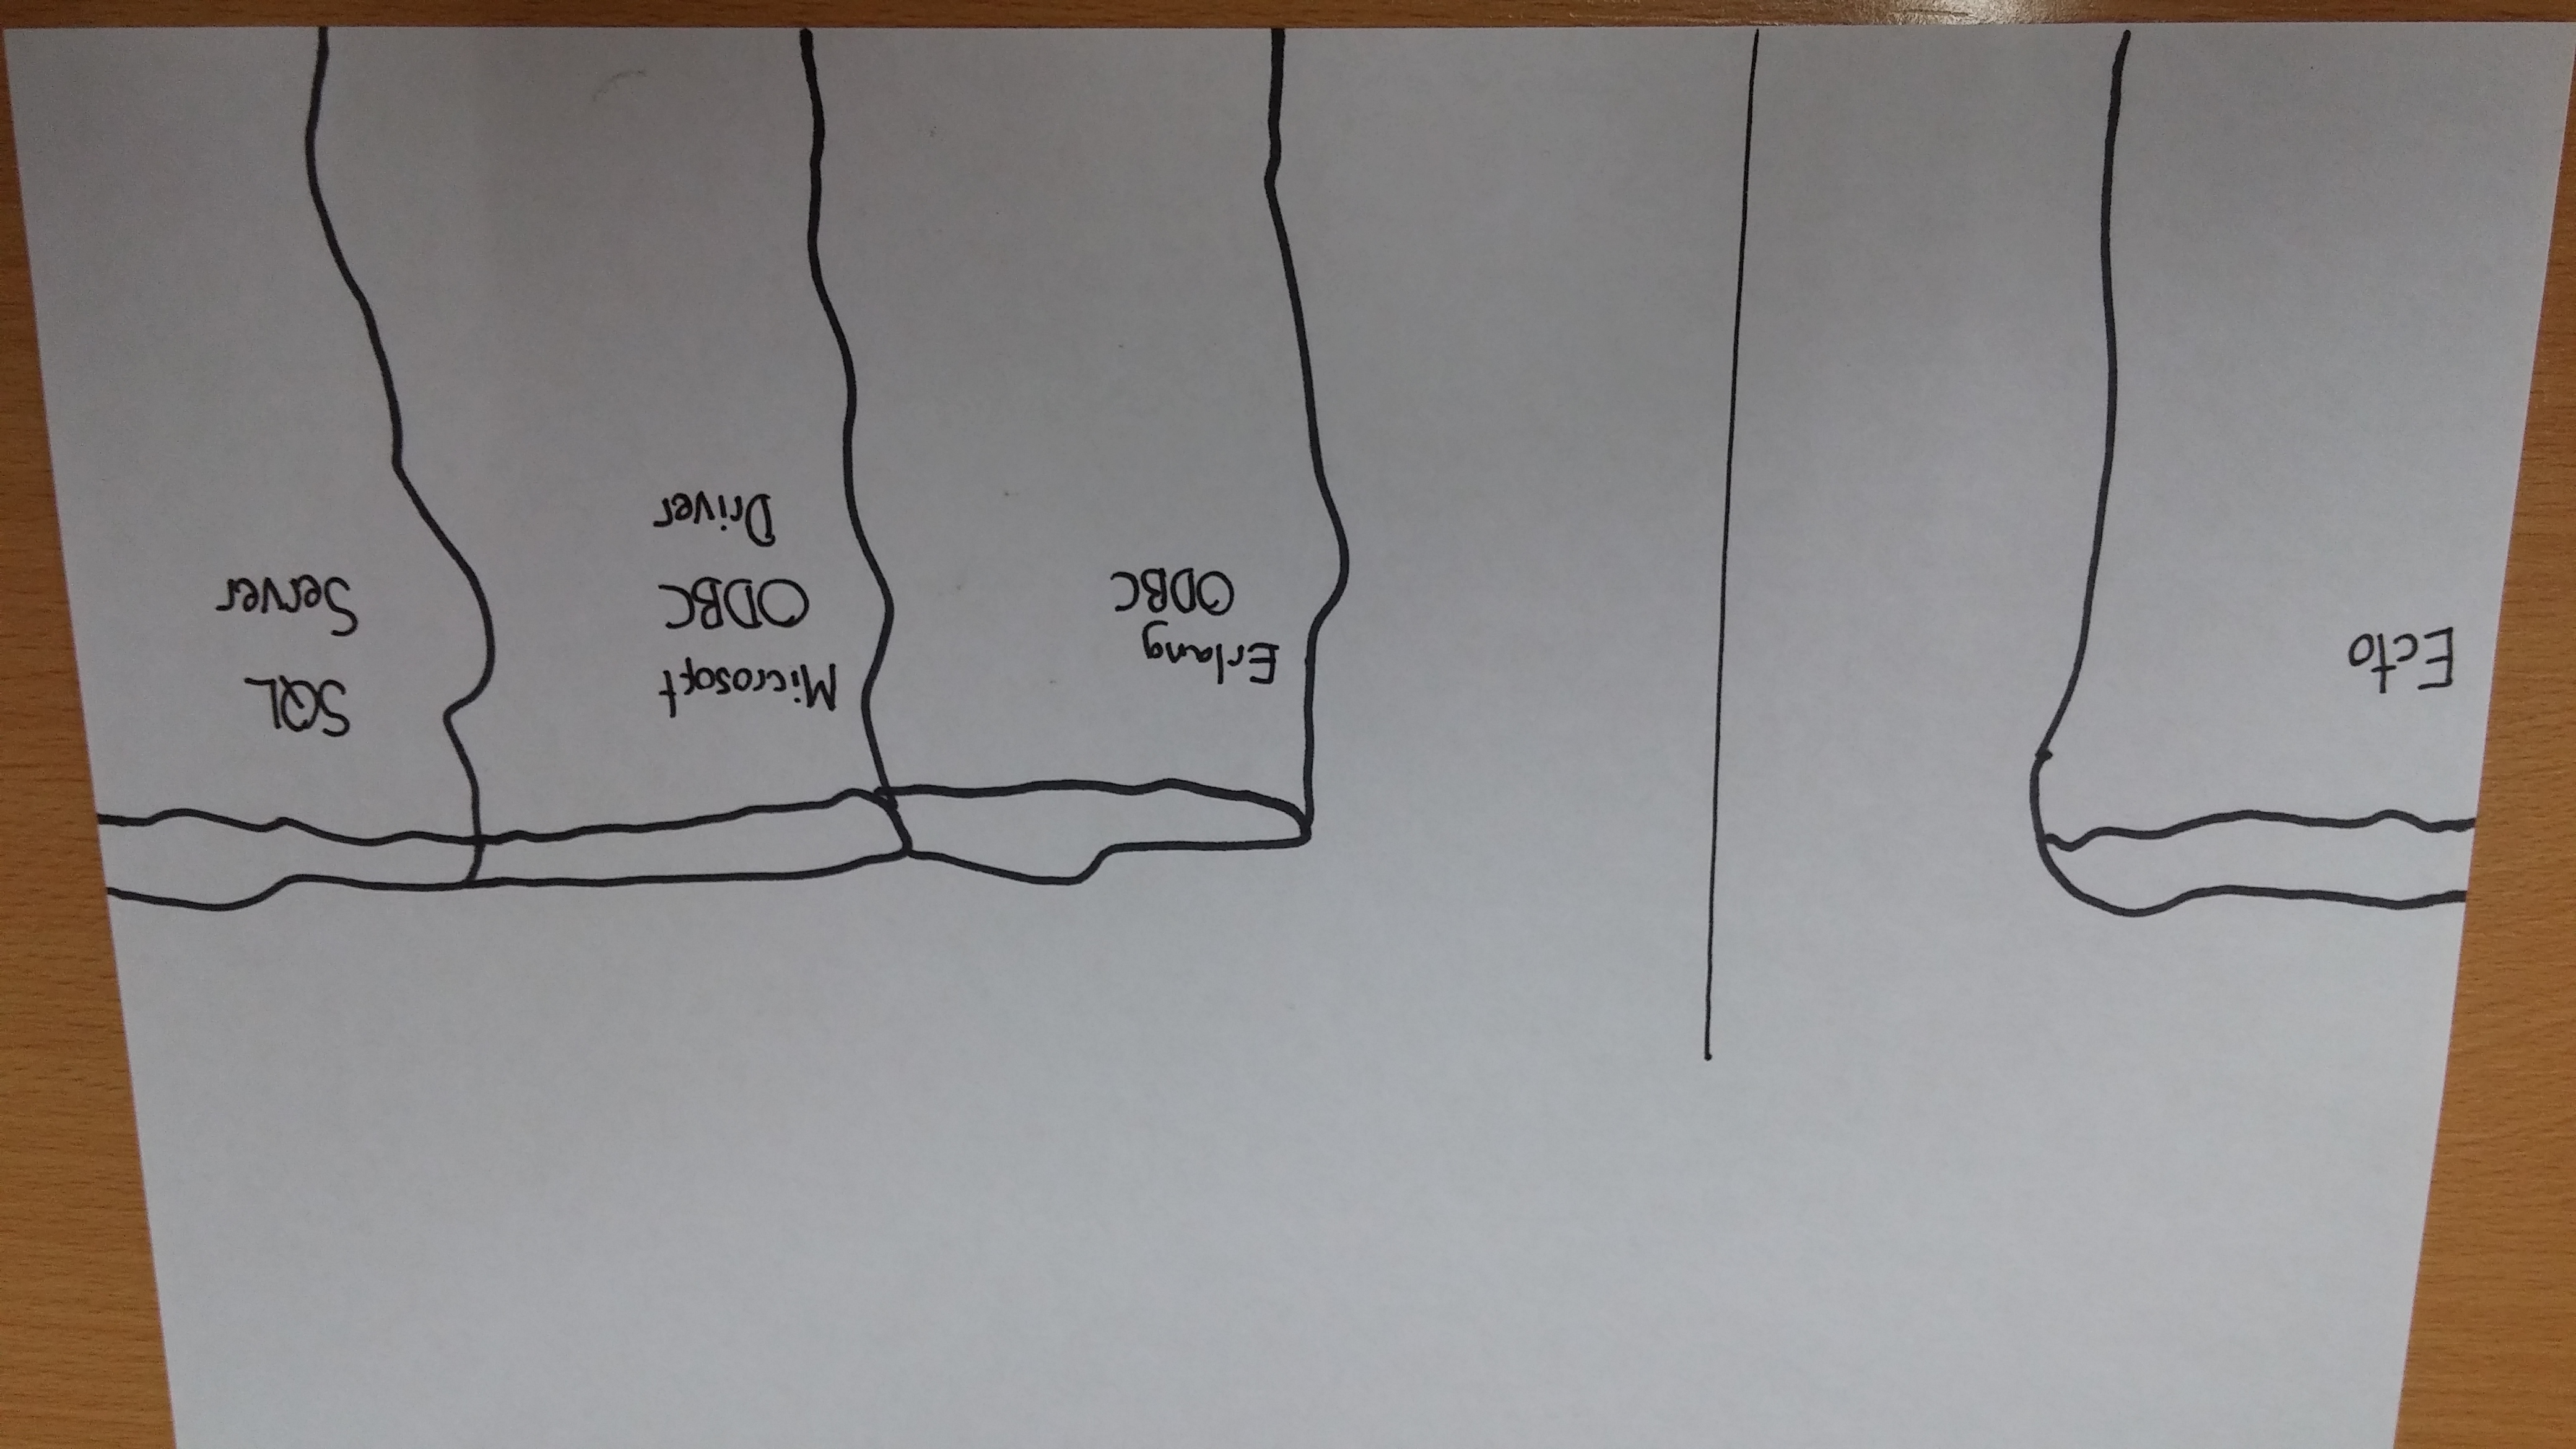 Ecto
Erlang
ODBC
Microsoft
ODBC
Driver
SQL
Server